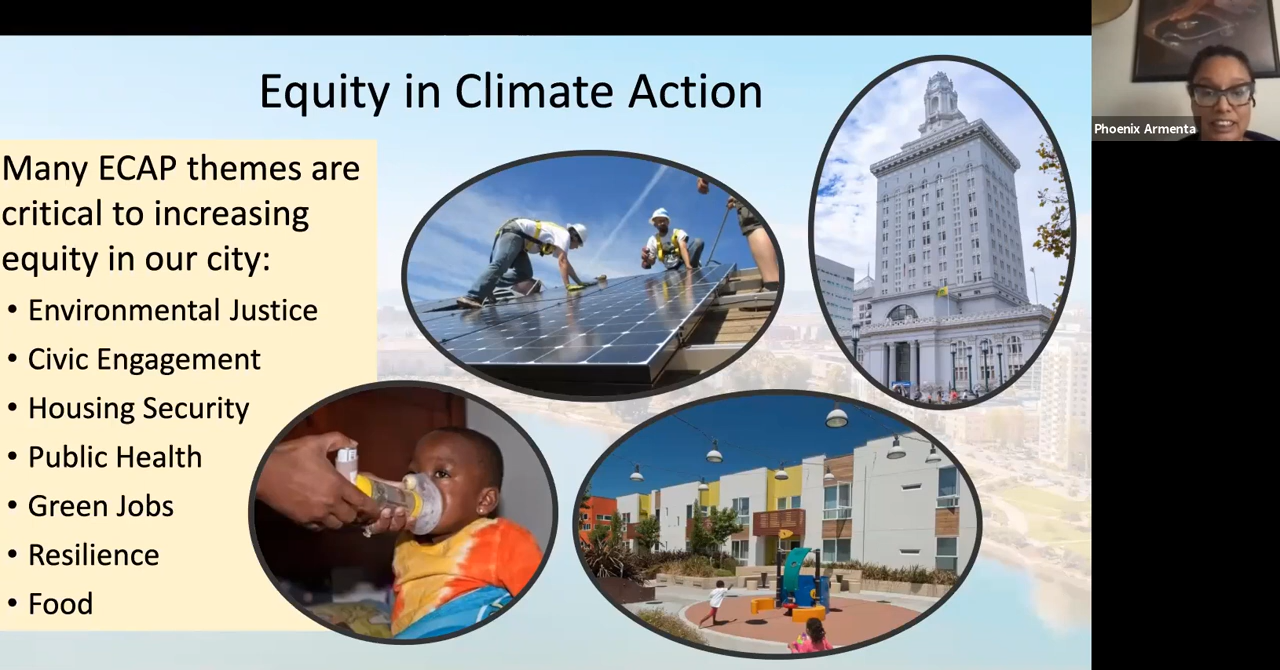 Equity in Climate Action
Many ECAP themes are
critical to increasing
equity in our city:
• Environmental Justice
• Civic Engagement
• Housing Security
• Public Health
• Green Jobs
• Resilience
• Food
Phoenix Armenta